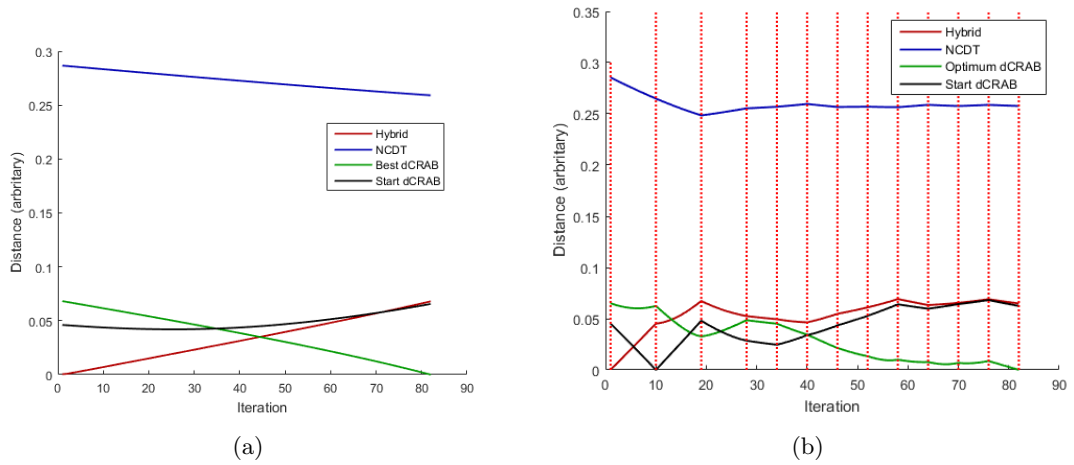 0.3
0.25
0.2
0.15
0.1
0.05
0
Distance (arbritary)
Hybrid
NCDT
Best dCRAB
Start dCRAB
0 10 20 30 40 50 60 70 80 90
Iteration
(a)
0.35
0.3
0.25
0.2
0.15
0.1
0.05
0
Distance (arbritary)
Hybrid
NCDT
Optimum dCRAB
Start dCRAB
0 10 20 30 40 50 60 70 80 90
Iteration
(b)